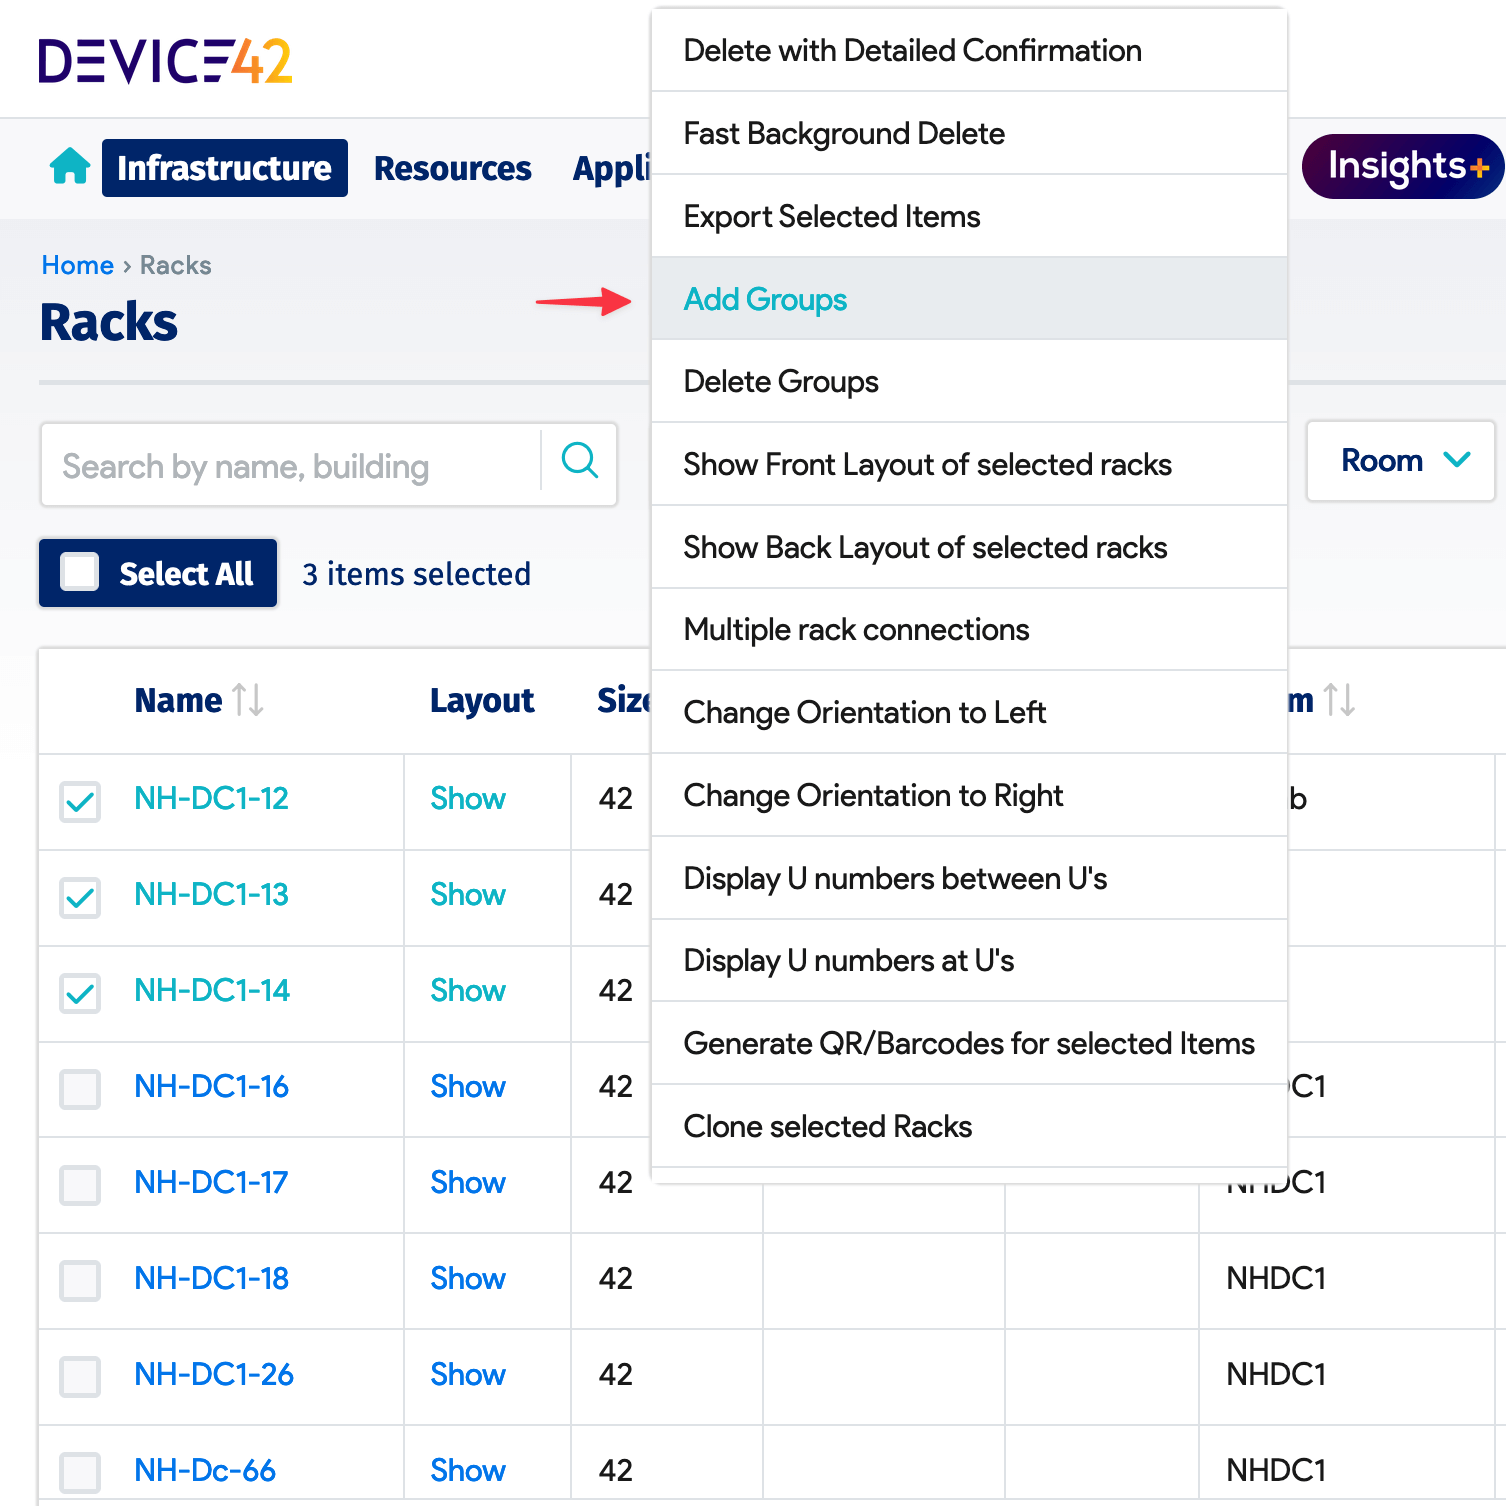 DEVICE42
Infrastructure Resources Appli
Insights+
Home › Racks
Racks
Search by name, building
Room
Select All 3 items selected
Delete with Detailed Confirmation
Fast Background Delete
Export Selected Items
Add Groups
Delete Groups
Show Front Layout of selected racks
Show Back Layout of selected racks
Multiple rack connections
Change Orientation to Left
Change Orientation to Right
Display U numbers between U's
Display U numbers at U's
Generate QR/Barcodes for selected Items
Clone selected Racks
Name Layout Size m
NH-DC1-12 Show 42 b
NH-DC1-13 Show 42
NH-DC1-14 Show 42
NH-DC1-16 Show 42 DC1
NH-DC1-17 Show 42 NHDC1
NH-DC1-18 Show 42 NHDC1
NH-DC1-26 Show 42 NHDC1
NH-Dc-66 Show 42 NHDC1